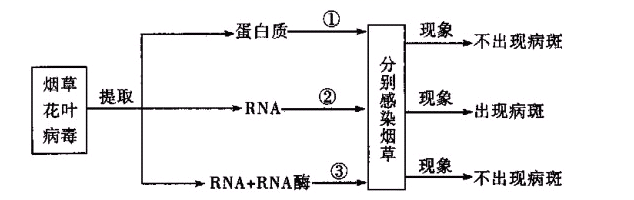 蛋白质
①
现象
不出现病斑
烟草
花叶
病毒
提取
RNA
②
分别感染烟草
现象
出现病斑
RNA+RNA酶
③
现象
不出现病斑